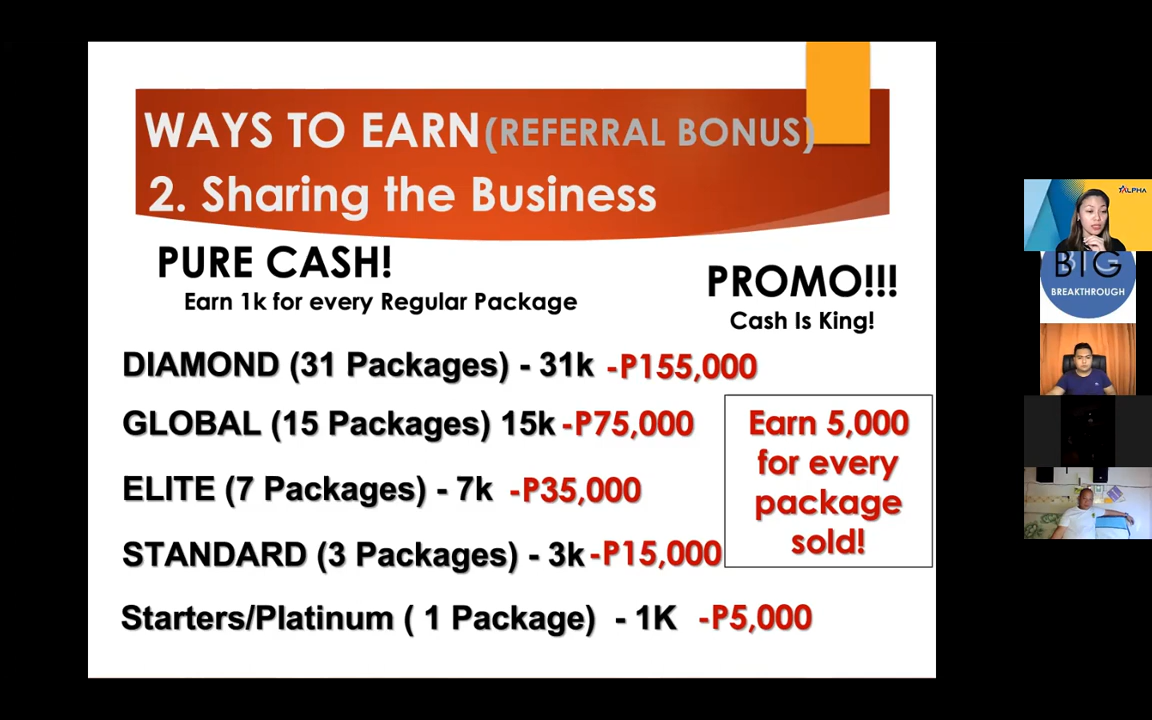 WAYS TO EARN(REFERRAL BONUS)
2. Sharing the Business
PURE CASH!
Earn 1k for every Regular Package
PROMO!!!
Cash Is King!
DIAMOND (31 Packages) - 31k -P155,000
GLOBAL (15 Packages) 15k -P75,000
ELITE (7 Packages) - 7k -P35,000
STANDARD (3 Packages) - 3k -P15,000
Starters/Platinum ( 1 Package) - 1K -P5,000
Earn 5,000
for every
package
sold!
ALPHA
BTG
BREAKTHROUGH